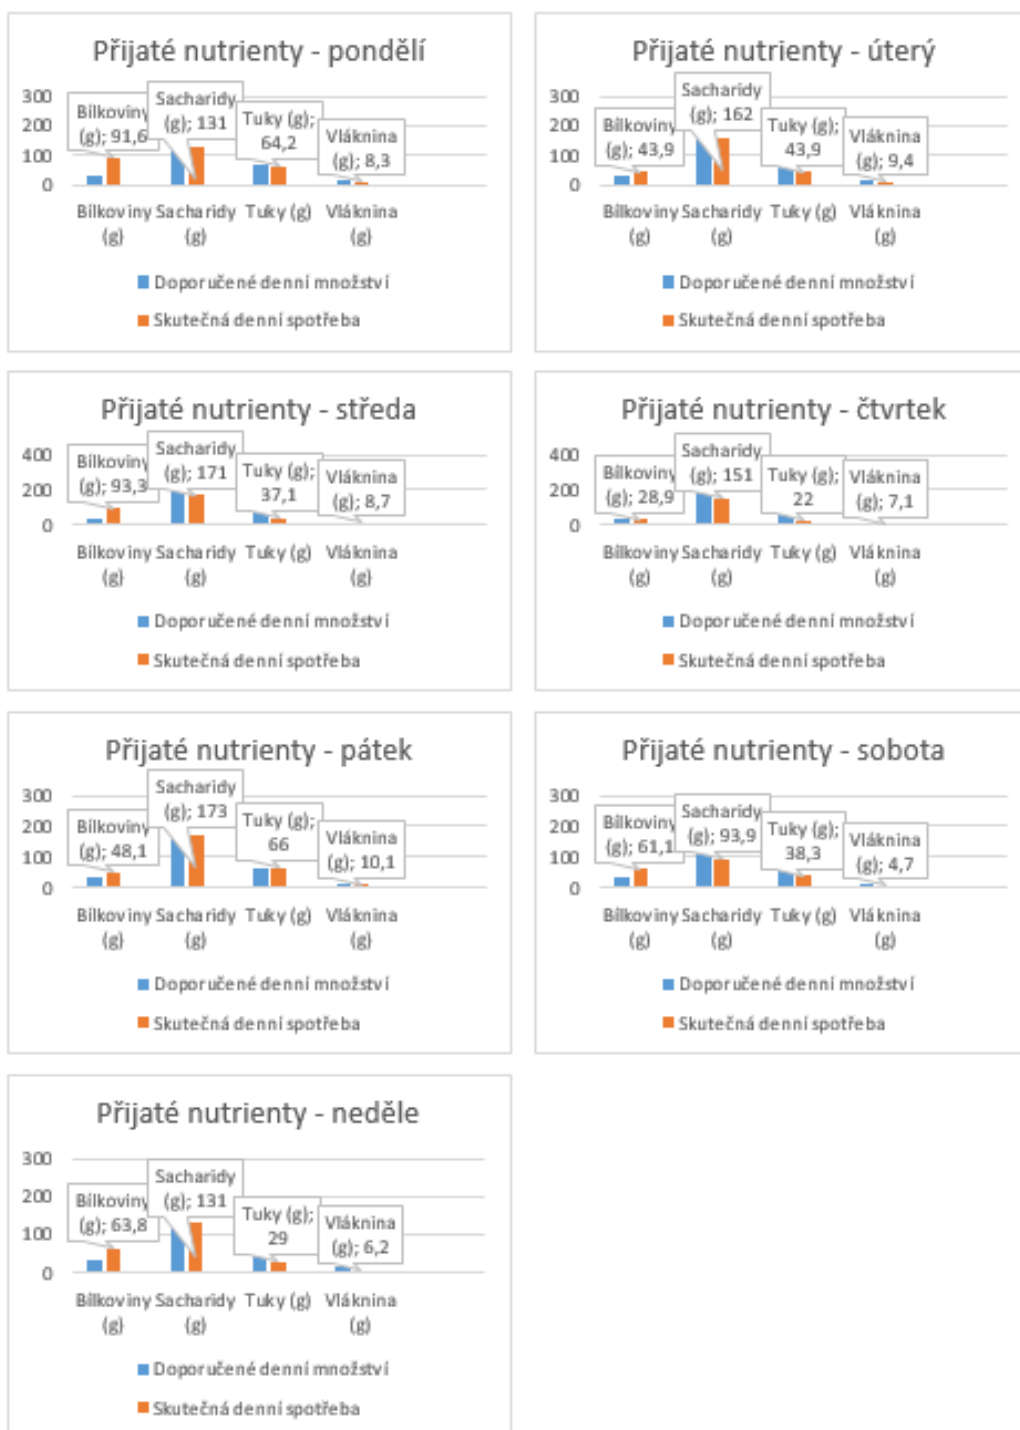 Přijaté nutrienty - pondělí
300
200
100
0
Bílkoviny
(g); 91,6
Sacharidy
(g); 131
Tuky (g);
64,2
Vláknina
(g); 8,3
Bílkoviny Sacharidy Tuky (g) Vláknina
(g) (g) (g)
Doporučené denní množství
Skutečná denní spotřeba
Přijaté nutrienty - úterý
300
200
100
0
Bílkoviny
(g); 43,9
Sacharidy
(g); 162
Tuky (g);
43,9
Vláknina
(g); 9,4
Bílkoviny Sacharidy Tuky (g) Vláknina
(g) (g) (g)
Doporučené denní množství
Skutečná denní spotřeba
Přijaté nutrienty - středa
400
200
0
Bílkoviny
(g); 93,3
Sacharidy
(g); 171
Tuky (g);
37,1
Vláknina
(g); 8,7
Bílkoviny Sacharidy Tuky (g) Vláknina
(g) (g) (g)
Doporučené denní množství
Skutečná denní spotřeba
Přijaté nutrienty - čtvrtek
400
200
0
Bílkoviny
(g); 28,9
Sacharidy
(g); 151
Tuky (g);
22
Vláknina
(g); 7,1
Bílkoviny Sacharidy Tuky (g) Vláknina
(g) (g) (g)
Doporučené denní množství
Skutečná denní spotřeba
Přijaté nutrienty - pátek
300
200
100
0
Bílkoviny
(g); 48,1
Sacharidy
(g); 173
Tuky (g);
66
Vláknina
(g); 10,1
Bílkoviny Sacharidy Tuky (g) Vláknina
(g) (g) (g)
Doporučené denní množství
Skutečná denní spotřeba
Přijaté nutrienty - sobota
300
200
100
0
Bílkoviny
(g); 61,1
Sacharidy
(g); 93,9
Tuky (g);
38,3
Vláknina
(g); 4,7
Bílkoviny Sacharidy Tuky (g) Vláknina
(g) (g) (g)
Doporučené denní množství
Skutečná denní spotřeba
Přijaté nutrienty - neděle
300
200
100
0
Bílkoviny
(g); 63,8
Sacharidy
(g); 131
Tuky (g);
29
Vláknina
(g); 6,2
Bílkoviny Sacharidy Tuky (g) Vláknina
(g) (g) (g)
Doporučené denní množství
Skutečná denní spotřeba